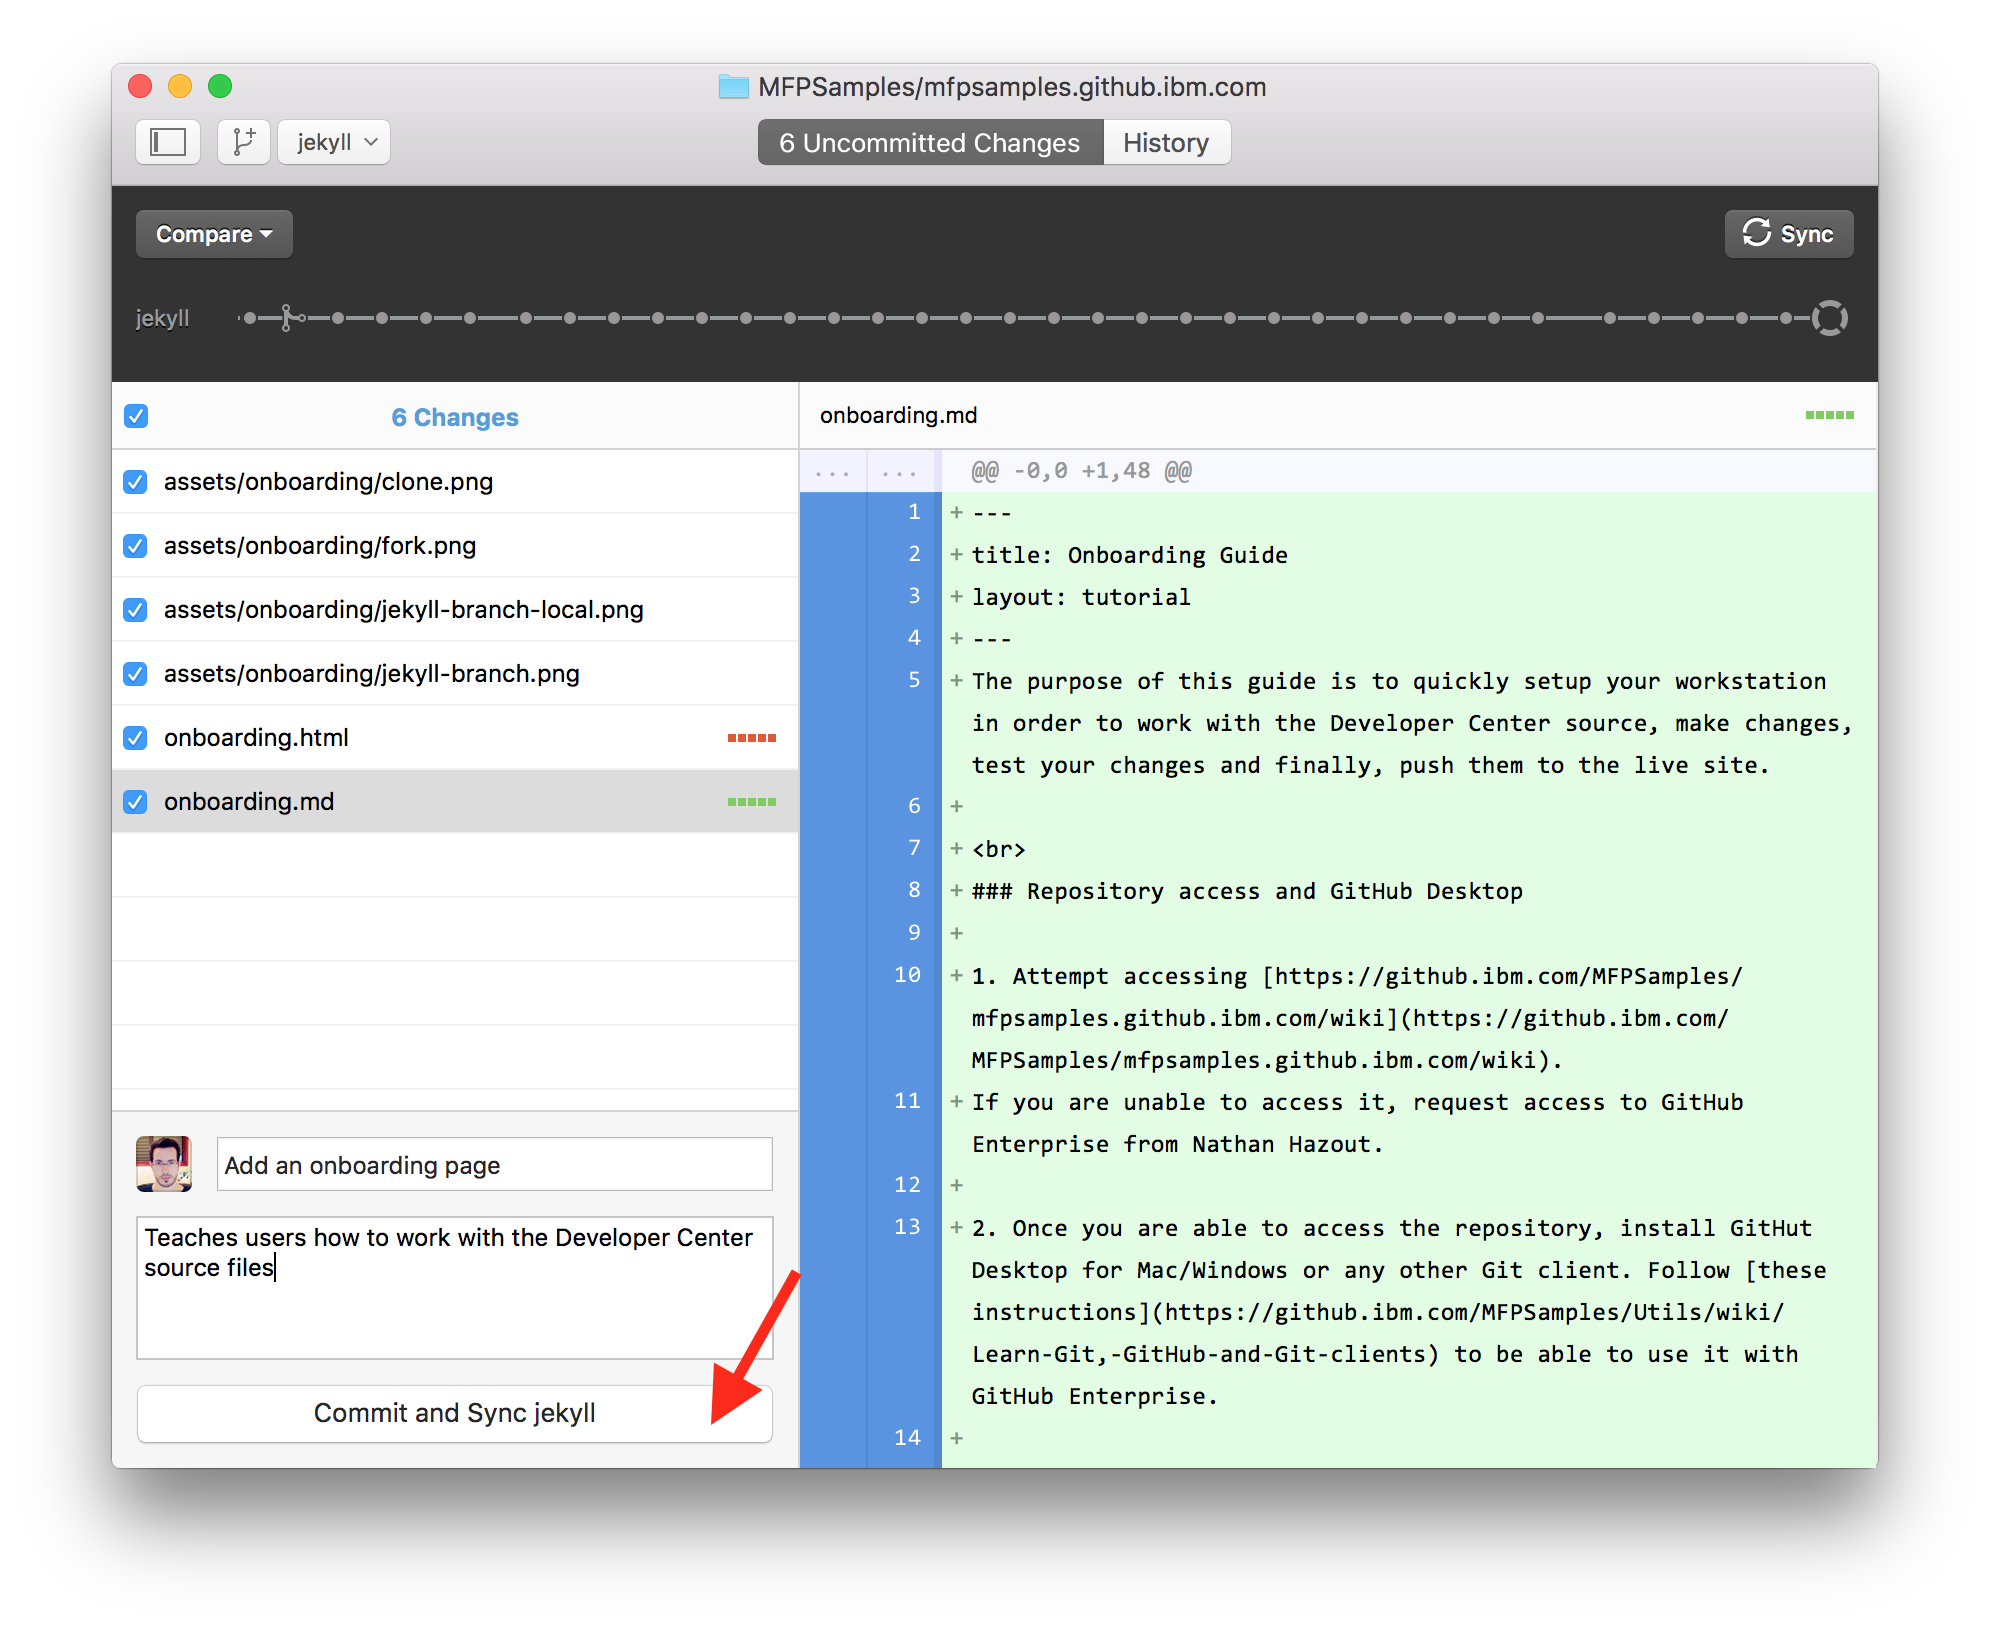 MFPSamples/mfpsamples.github.ibm.com
jekyll
6 Uncommitted Changes
History
Compare
Sync
jekyll
6 Changes
assets/onboarding/clone.png
assets/onboarding/fork.png
assets/onboarding/jekyll-branch-local.png
assets/onboarding/jekyll-branch.png
onboarding.html
onboarding.md
Add an onboarding page
Teaches users how to work with the Developer Center
source files
Commit and Sync jekyll
onboarding.md
... ... @@ -0,0 +1,48 @@
1 + ---
2 + title: Onboarding Guide
3 + layout: tutorial
4 + ---
5 + The purpose of this guide is to quickly setup your workstation
in order to work with the Developer Center source, make changes,
test your changes and finally, push them to the live site.
6 +
7 + <br>
8 + ### Repository access and GitHub Desktop
9 +
10 + 1. Attempt accessing [https://github.ibm.com/MFPSamples/
mfpsamples.github.ibm.com/wiki](https://github.ibm.com/
MFPSamples/mfpsamples.github.ibm.com/wiki).
11 + If you are unable to access it, request access to GitHub
Enterprise from Nathan Hazout.
12 +
13 + 2. Once you are able to access the repository, install GitHut
Desktop for Mac/Windows or any other Git client. Follow [these
instructions](https://github.ibm.com/MFPSamples/Utils/wiki/
Learn-Git,-GitHub-and-Git-clients) to be able to use it with
GitHub Enterprise.
14 +